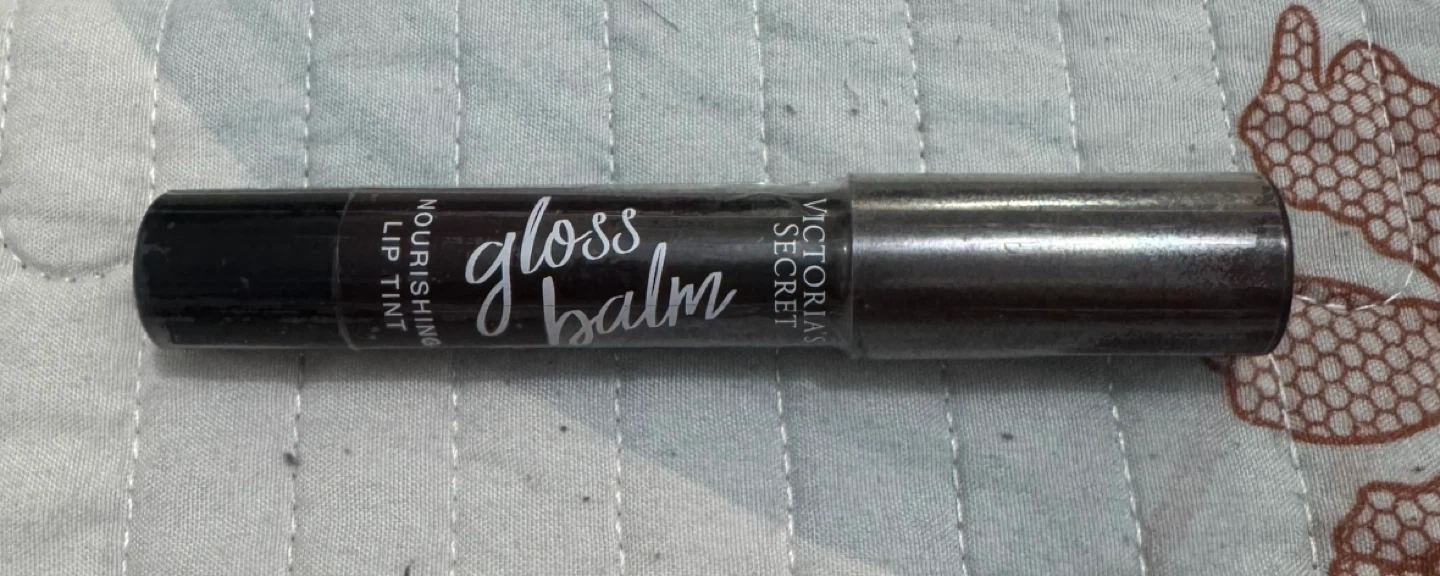 NOURISHING
LIP TINT
gloss
balm
VICTORIA'S
SECRET